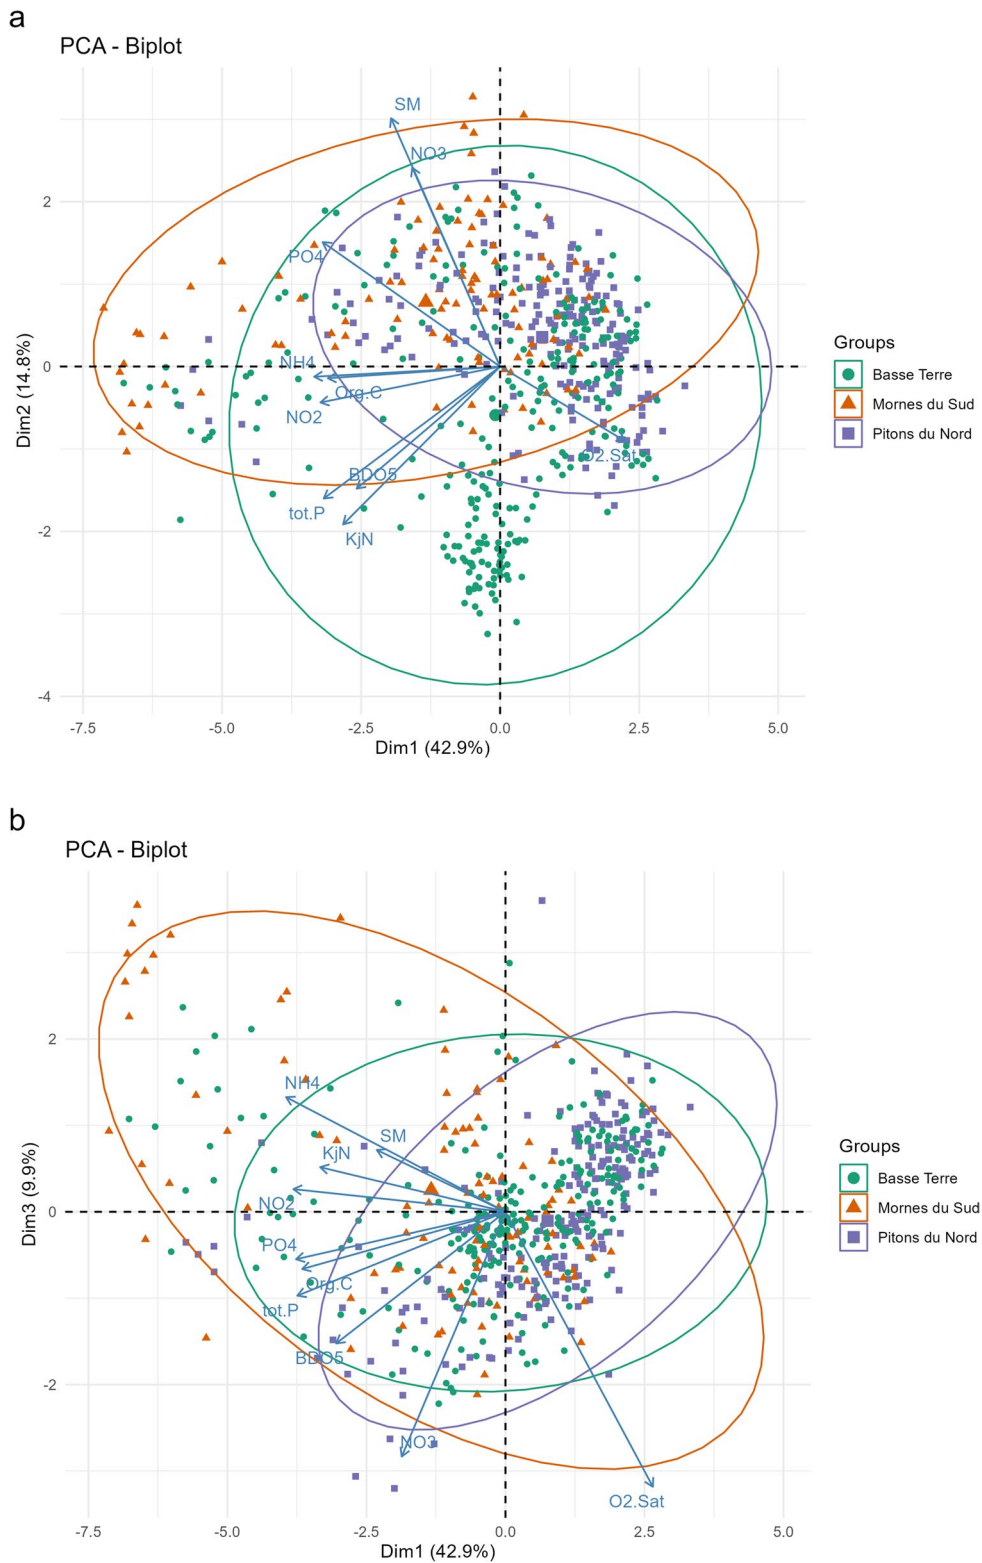 a
PCA - Biplot
SM
NO3
PO4
NH4
Org.C
NO2
O2.Sat
BDO5
tot.P
KjN
2
0
-2
-4
Dim2 (14.8%)
-7.5 -5.0 -2.5 0.0 2.5 5.0
Dim1 (42.9%)
Groups
Basse Terre
Mornes du Sud
Pitons du Nord
b
PCA - Biplot
NH4
SM
KjN
NO2
PO4
Org.C
tot.P
BDO5
NO3
O2.Sat
2
0
-2
Dim3 (9.9%)
-7.5 -5.0 -2.5 0.0 2.5 5.0
Dim1 (42.9%)
Groups
Basse Terre
Mornes du Sud
Pitons du Nord